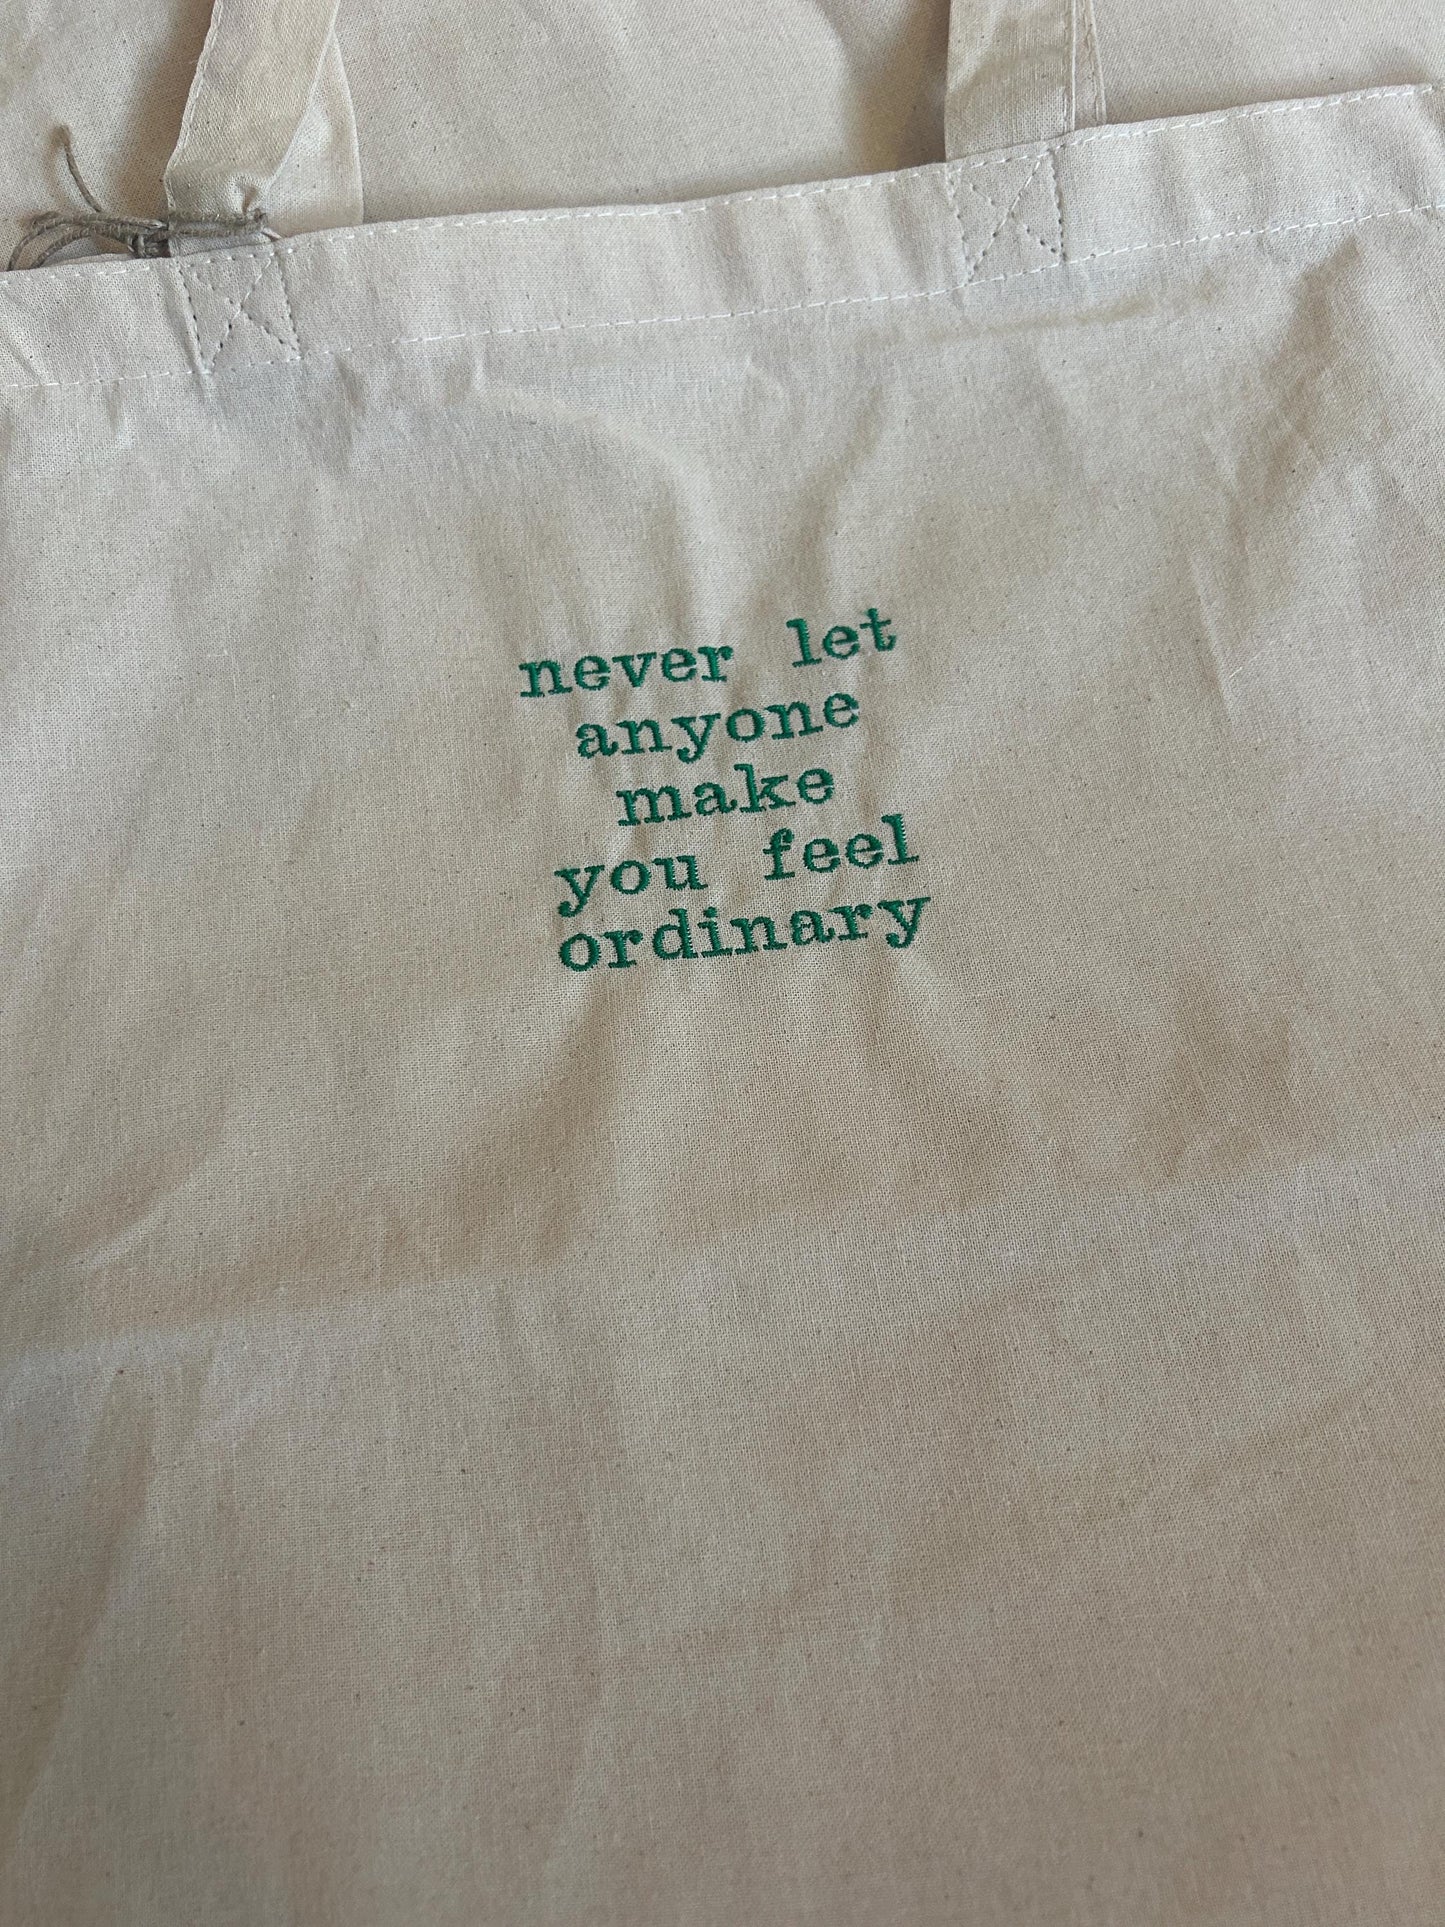 never let
anyone
make
you feel
ordinary